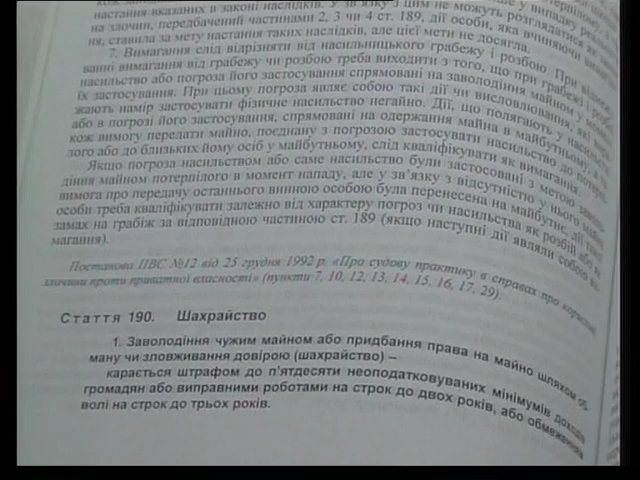 настання вказаних в законі наслідків. У зв'язку з цим не можуть розглядатися як
на злочин, передбачений частинами 2, 3 чи 4 ст. 189, дії особи, яка вчиняючи
ня, ставила за мету настання таких наслідків, але цієї мети не досягла.
7. Вимагання слід відрізняти від насильницького грабежу і розбою. При
ванні вимагання від грабежу чи розбою треба виходити з того, що при грабежі і
насильство або погроза його застосування спрямовані на заволодіння майном у момент
їх застосування. При цьому погроза являє собою такі дії чи висловлювання, які
жають намір застосувати фізичне насильство негайно. Дії, що полягають у
або в погрозі його застосування, спрямовані на одержання майна в майбутньому, а
кож вимогу передати майно, поєднану з погрозою застосувати насильство до
лого або до близьких йому осіб у майбутньому, слід кваліфікувати як вимагання.
Якщо погроза насильством або саме насильство були застосовані з метою
діння майном потерпілого в момент нападу, але у зв'язку з відсутністю у нього майна
вимога про передачу останнього винною особою була перенесена на майбутнє, дії
особи треба кваліфікувати залежно від характеру погроз чи насильства як розбій або
замах на грабіж за відповідною частиною ст. 189 (якщо наступні дії являли собою
магання).
Постанова ПВС №12 від 25 грудня 1992 р. «Про судову практику в справах про корисливі
злочини проти приватної власності» (пункти 7, 10, 12, 13, 14, 15, 16, 17, 29).
Стаття 190. Шахрайство
1. Заволодіння чужим майном або придбання права на майно шляхом об-
ману чи зловживання довірою (шахрайство) –
карається штрафом до п'ятдесяти неоподатковуваних мінімумів доходів
громадян або виправними роботами на строк до двох років, або обмеженням
волі на строк до трьох років.